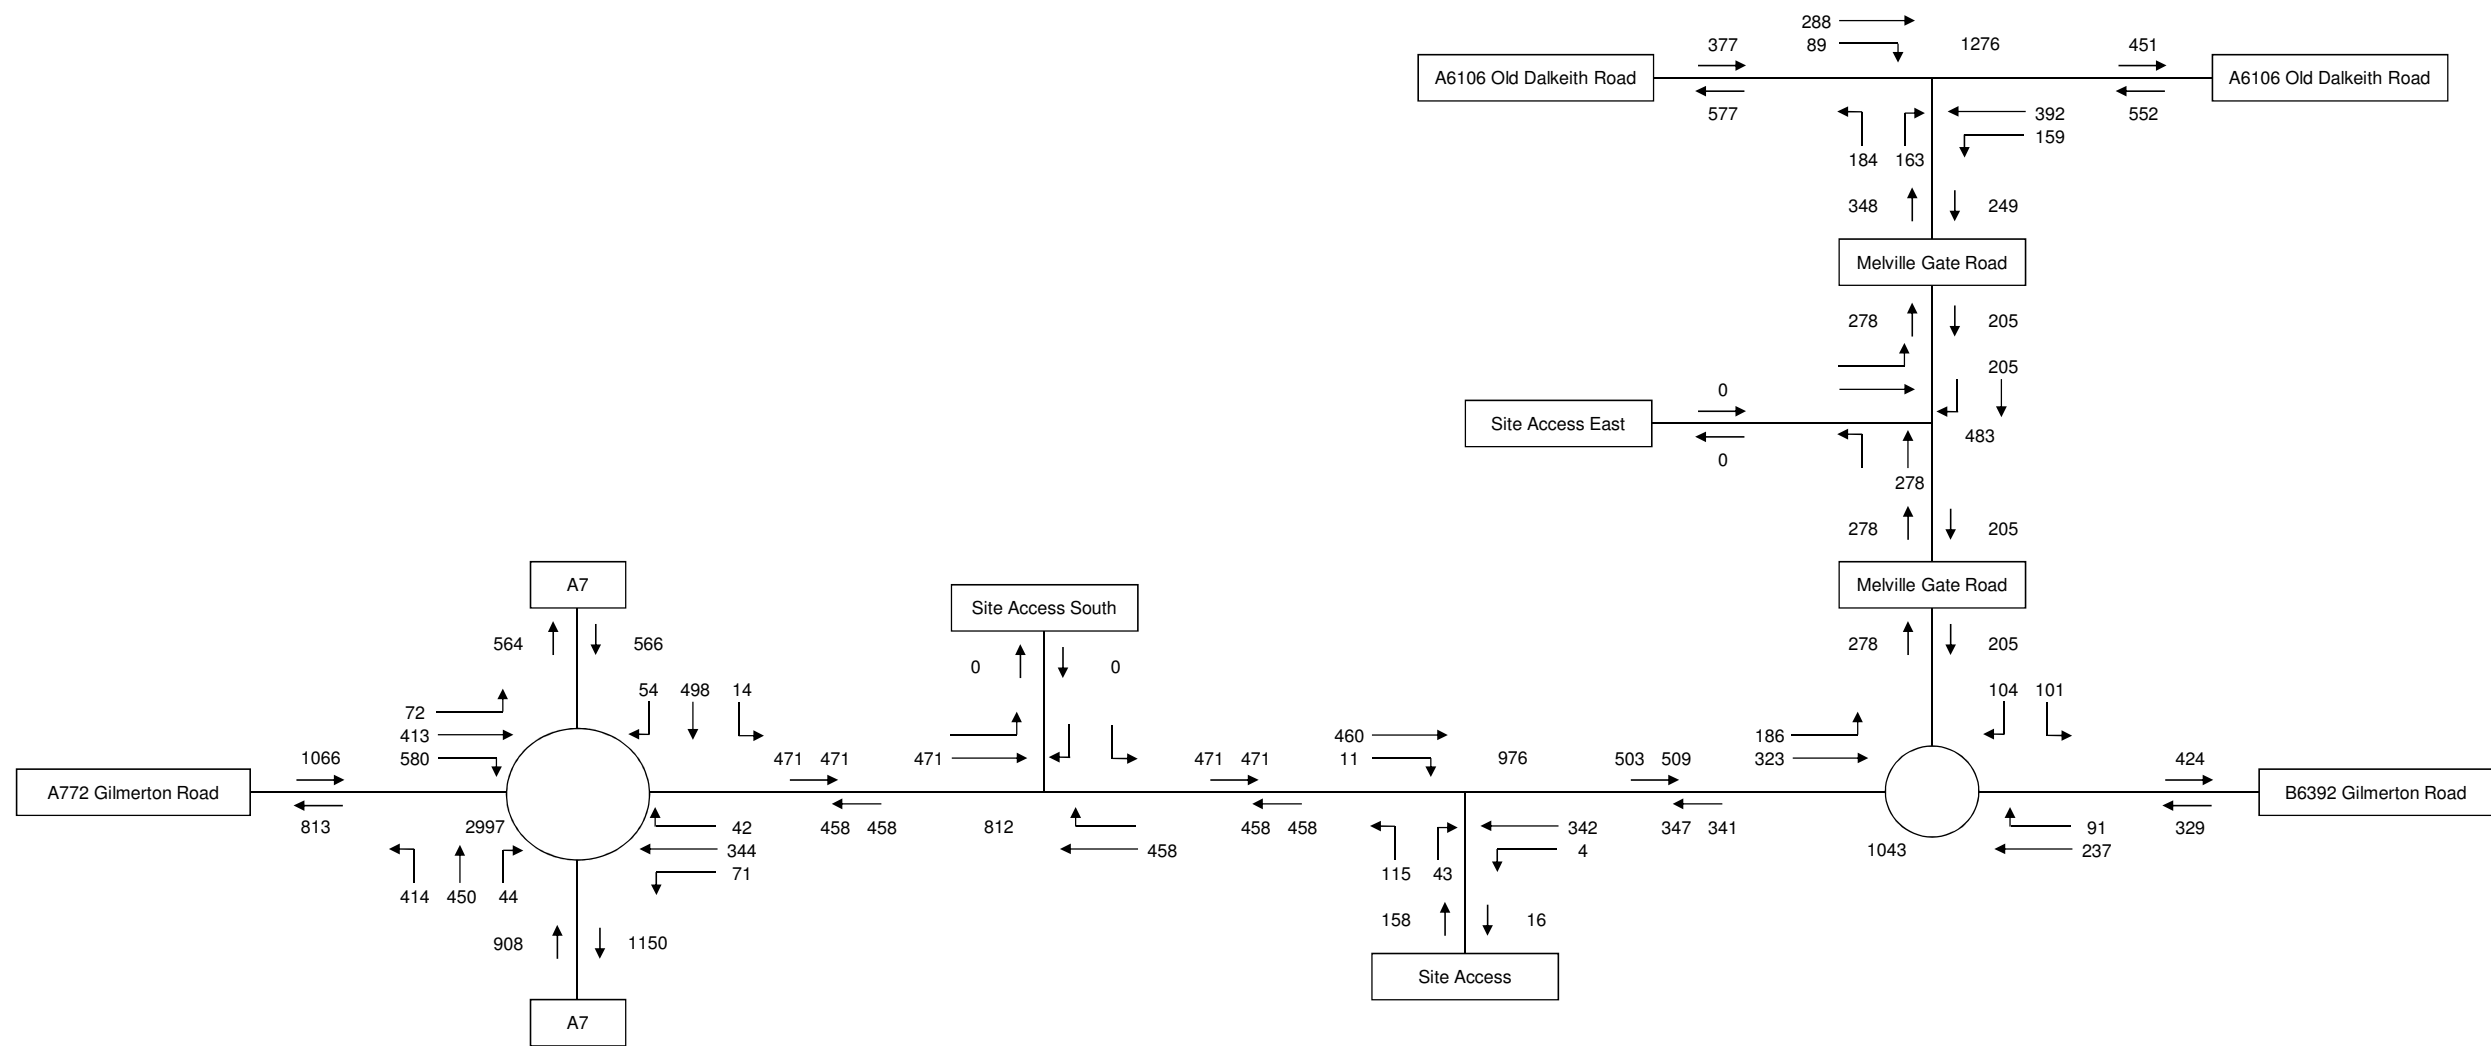 288
377 89 1276 451
A6106 Old Dalkeith Road A6106 Old Dalkeith Road
577 392 552
159
184 163
348 249
Melville Gate Road
278 205
205
0
Site Access East
483
0
278
278 205
A7 Melville Gate Road
Site Access South
564 566 278 205
0 0
54 498 14 104 101
72
413 460 186
1066 580 471 471 471 471 471 11 976 503 509 323 424
A772 Gilmerton Road B6392 Gilmerton Road
813 2997 42 458 458 812 458 458 342 347 341 91 329
344 458 4 1043 237
71 115 43
414 450 44
158 16
908 1150
Site Access
A7